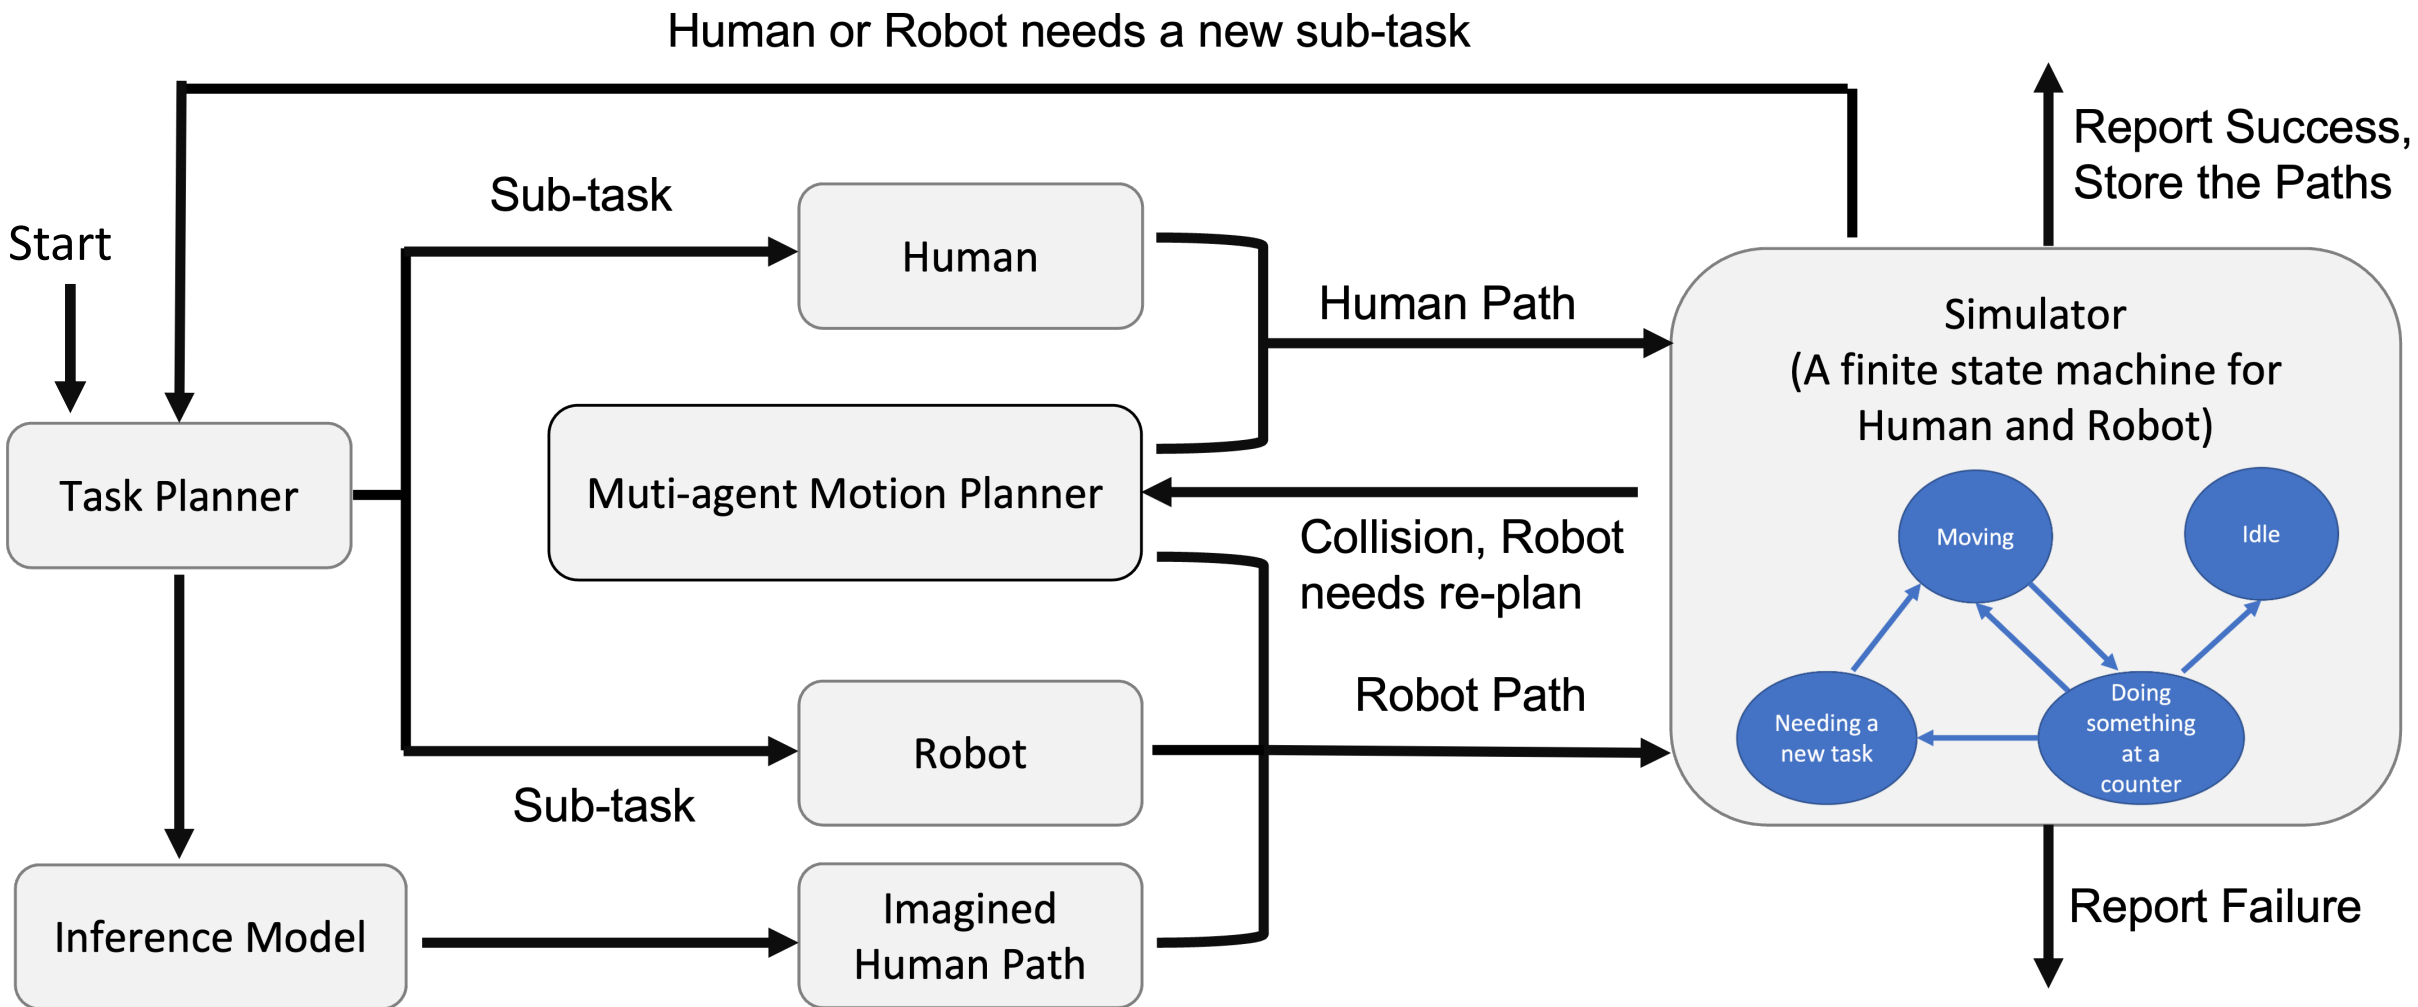 Human or Robot needs a new sub-task
Report Success,
Store the Paths
Start
Sub-task
Human
Human Path
Task Planner
Muti-agent Motion Planner
Collision, Robot
needs re-plan
Robot Path
Robot
Sub-task
Inference Model
Imagined
Human Path
Simulator
(A finite state machine for
Human and Robot)
Moving
Idle
Needing a
new task
Doing
something
at a
counter
Report Failure